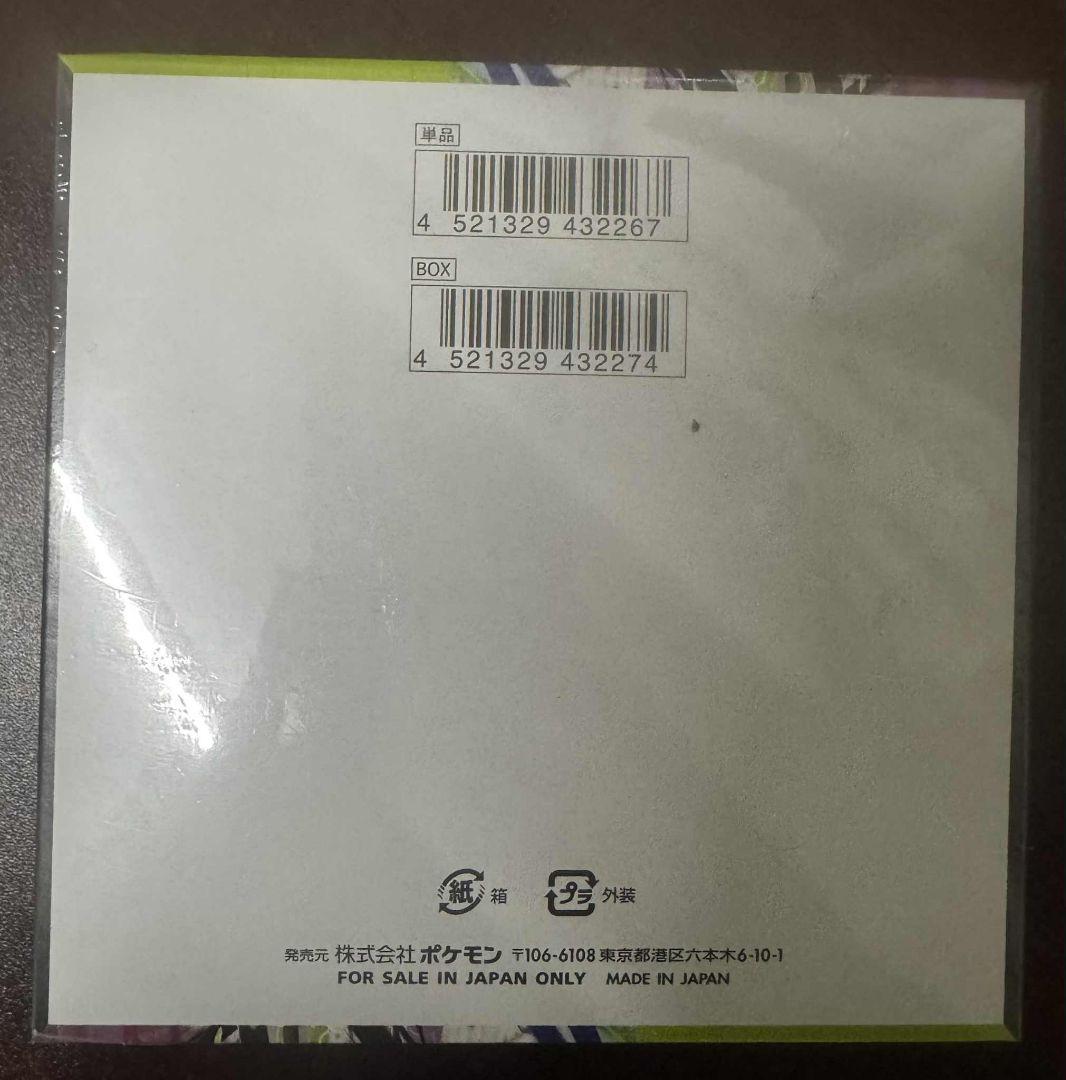 単品
4 521329 432267
BOX
4 521329 432274
紙 箱 プラ 外装
発売元 株式会社 ポケモン 〒106-6108 東京都港区六本木6-10-1
FOR SALE IN JAPAN ONLY MADE IN JAPAN